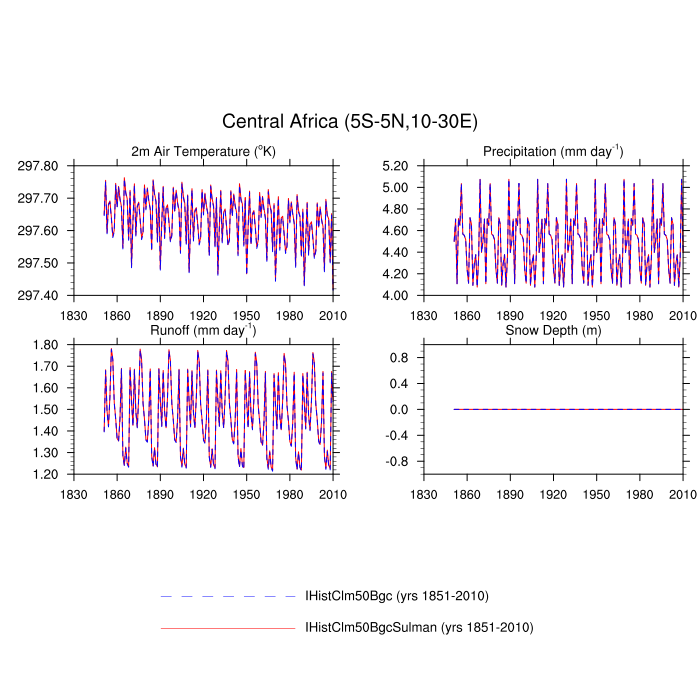 Central Africa (5S-5N,10-30E)
2m Air Temperature (°K)
297.80
297.70
297.60
297.50
297.40
1830 1860 1890 1920 1950 1980 2010
Precipitation (mm day⁻¹)
5.20
5.00
4.80
4.60
4.40
4.20
4.00
1830 1860 1890 1920 1950 1980 2010
Runoff (mm day⁻¹)
1.80
1.70
1.60
1.50
1.40
1.30
1.20
1830 1860 1890 1920 1950 1980 2010
Snow Depth (m)
0.8
0.4
0.0
-0.4
-0.8
1830 1860 1890 1920 1950 1980 2010
IHistClm50Bgc (yrs 1851-2010)
IHistClm50BgcSulman (yrs 1851-2010)